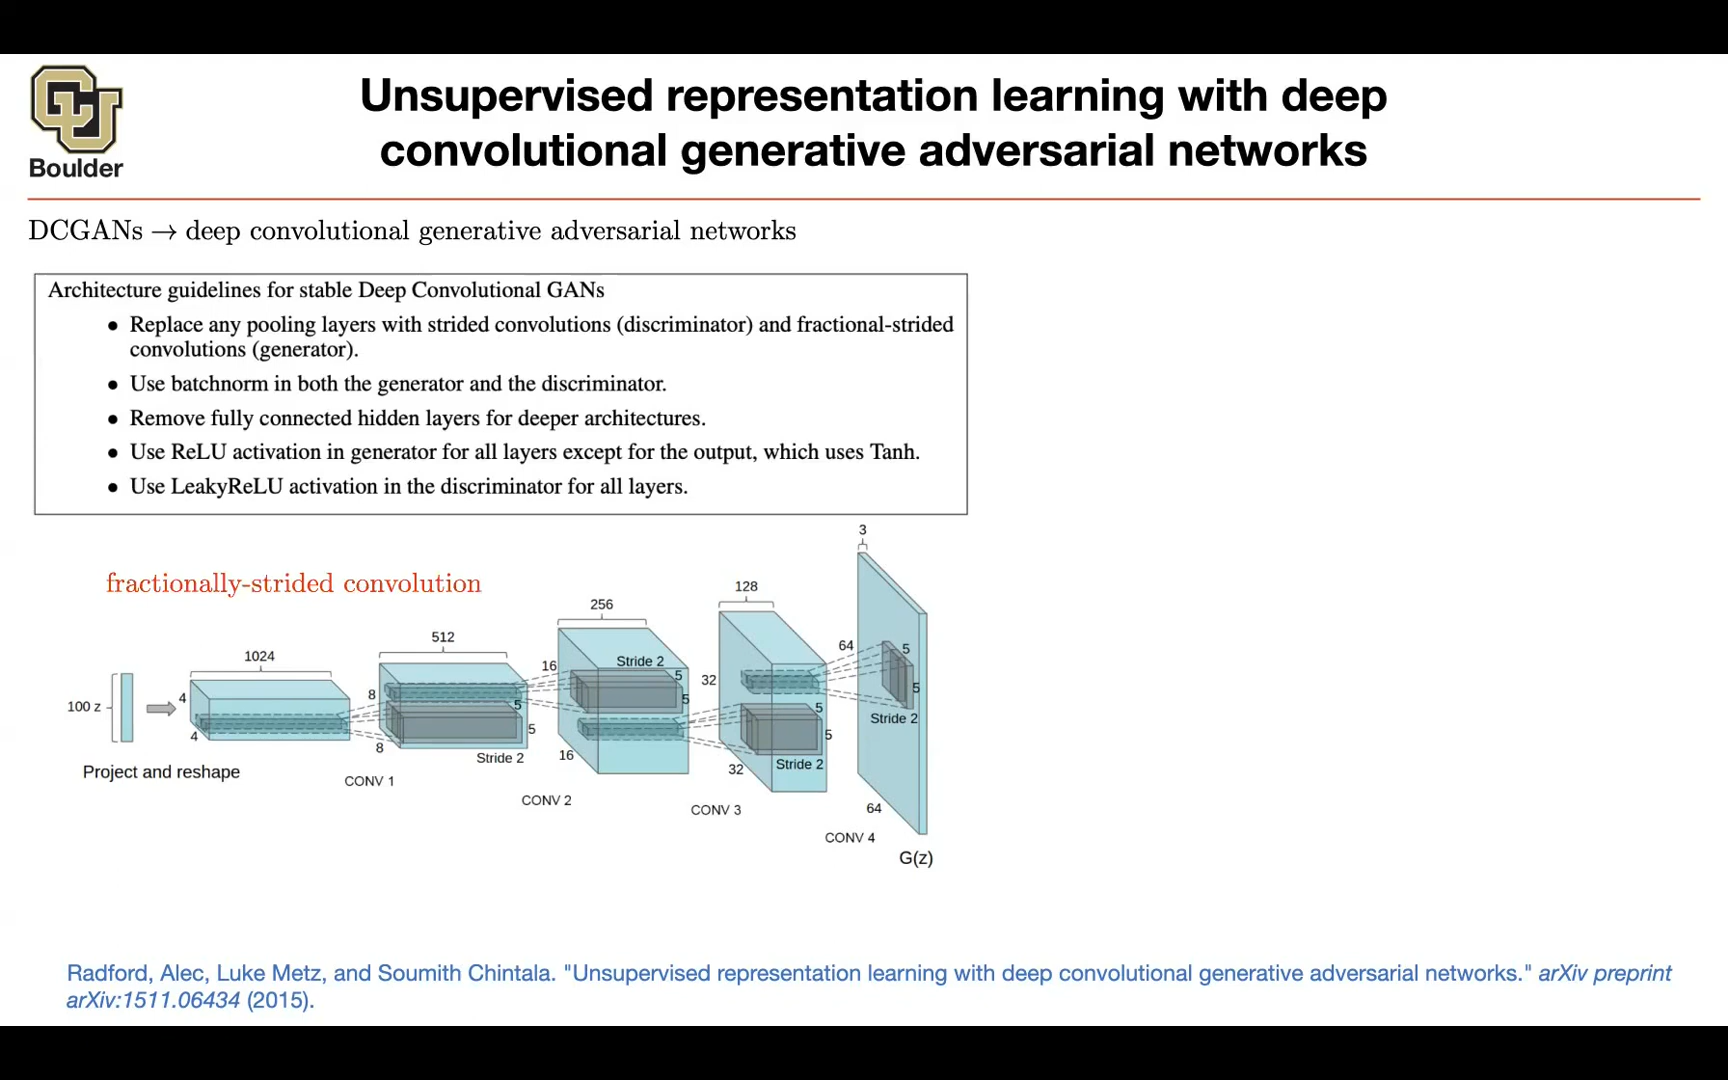 Unsupervised representation learning with deep
convolutional generative adversarial networks
Boulder
DCGANs → deep convolutional generative adversarial networks
Architecture guidelines for stable Deep Convolutional GANs
• Replace any pooling layers with strided convolutions (discriminator) and fractional-strided
convolutions (generator).
• Use batchnorm in both the generator and the discriminator.
• Remove fully connected hidden layers for deeper architectures.
• Use ReLU activation in generator for all layers except for the output, which uses Tanh.
• Use LeakyReLU activation in the discriminator for all layers.
fractionally-strided convolution
100 z
Project and reshape
1024
4
4
CONV 1
512
8
8
5
5
Stride 2
CONV 2
256
16
16
Stride 2
5
5
CONV 3
128
32
32
5
5
Stride 2
CONV 4
3
64
64
5
5
Stride 2
G(z)
Radford, Alec, Luke Metz, and Soumith Chintala. "Unsupervised representation learning with deep convolutional generative adversarial networks." arXiv preprint
arXiv:1511.06434 (2015).